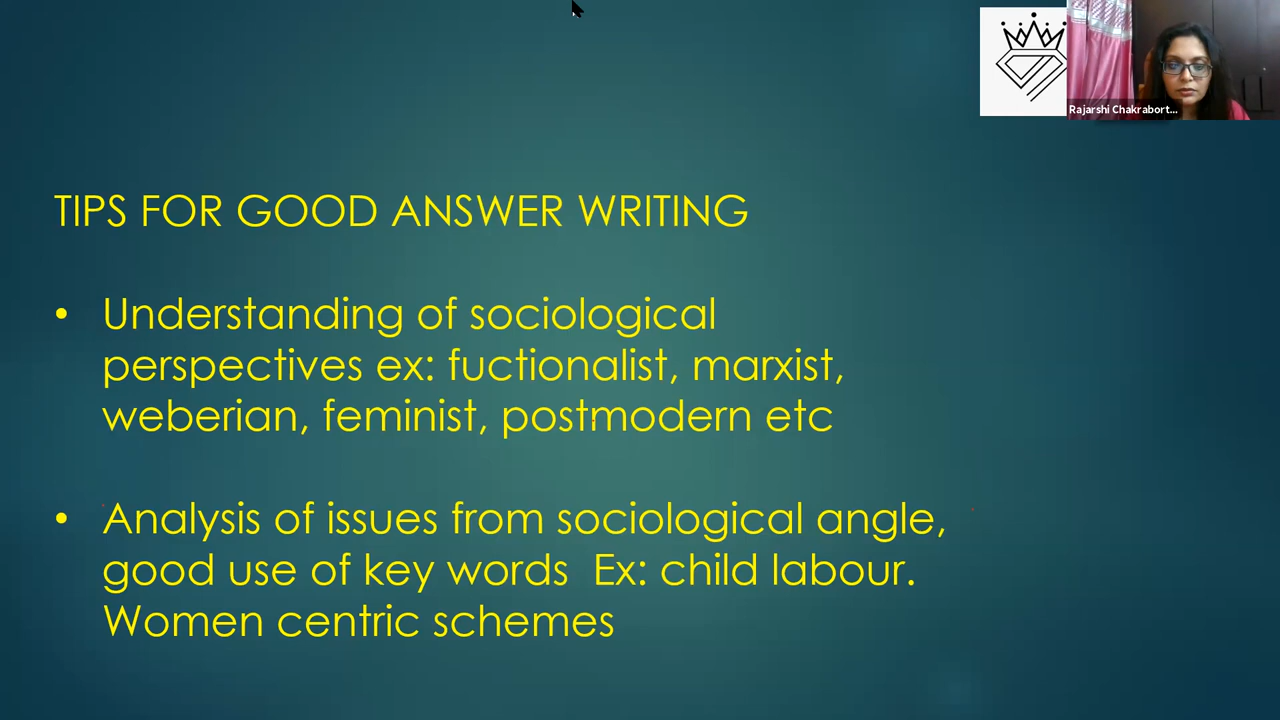 Rajarshi Chakrabort...
TIPS FOR GOOD ANSWER WRITING
• Understanding of sociological
perspectives ex: fuctionalist, marxist,
weberian, feminist, postmodern etc
• Analysis of issues from sociological angle,
good use of key words Ex: child labour.
Women centric schemes